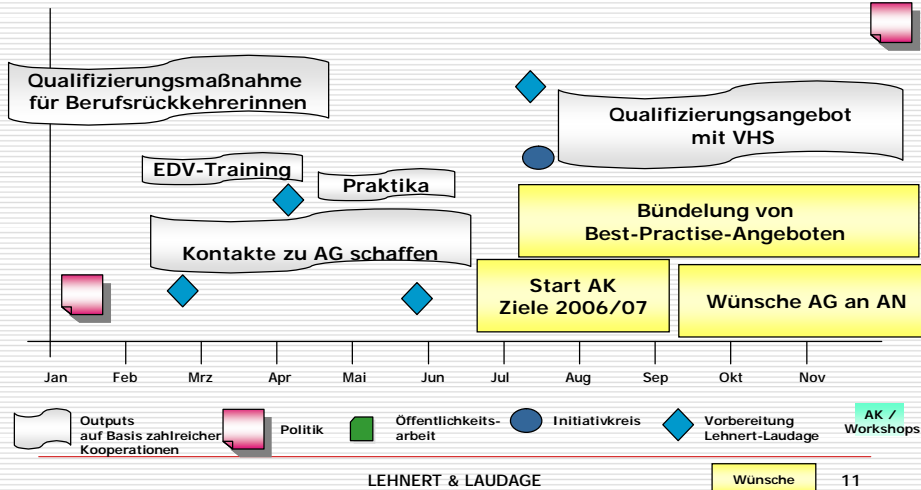 Qualifizierungsmaßnahme
für Berufsrückkehrerinnen
Qualifizierungsangebot
mit VHS
EDV-Training
Praktika
Bündelung von
Best-Practise-Angeboten
Kontakte zu AG schaffen
Start AK
Ziele 2006/07
Wünsche AG an AN
Jan Feb Mrz Apr Mai Jun Jul Aug Sep Okt Nov
Outputs
auf Basis zahlreicher
Kooperationen
Politik
Öffentlichkeits-
arbeit
Initiativkreis
Vorbereitung
Lehnert-Laudage
AK /
Workshops
LEHNERT & LAUDAGE
Wünsche
11